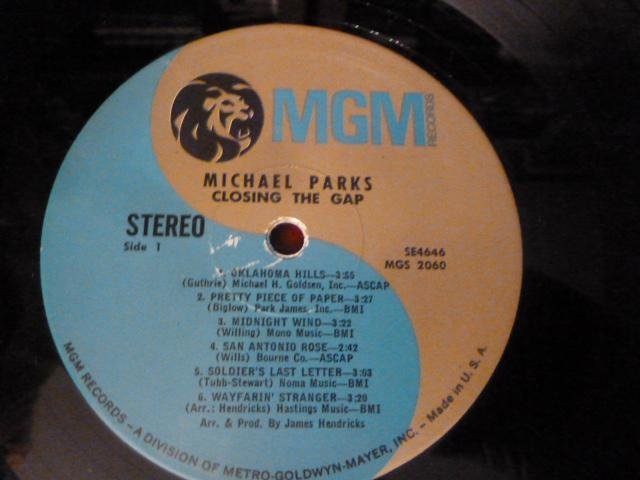 MGM
RECORDS
MICHAEL PARKS
CLOSING THE GAP
STEREO
Side 1
SE4646
MGS 2060
1. OKLAHOMA HILLS—3:55
(Guthrie) Michael H. Goldsen, Inc.—ASCAP
2. PRETTY PIECE OF PAPER—3:27
(Biglow) Park James, Inc.—BMI
3. MIDNIGHT WIND—3:22
(Willing) Mono Music—BMI
4. SAN ANTONIO ROSE—2:42
(Wills) Bourne Co.—ASCAP
5. SOLDIER'S LAST LETTER—3:03
(Tubb-Stewart) Noma Music—BMI
6. WAYFARIN' STRANGER—3:20
(Arr.: Hendricks) Hastings Music—BMI
Arr. & Prod. By James Hendricks
MGM RECORDS – A DIVISION OF METRO-GOLDWYN-MAYER, INC. – Made in U. S. A.